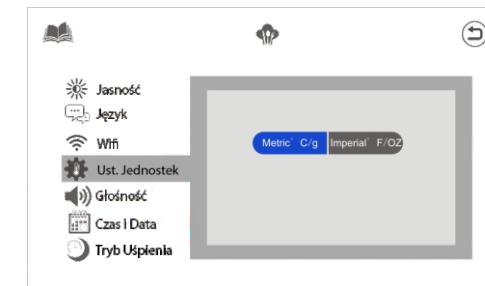 Jasność
Język
Wifi
Ust. Jednostek
Metric° C/g Imperial° F/OZ
Głośność
Czas i Data
Tryb Uśpienia